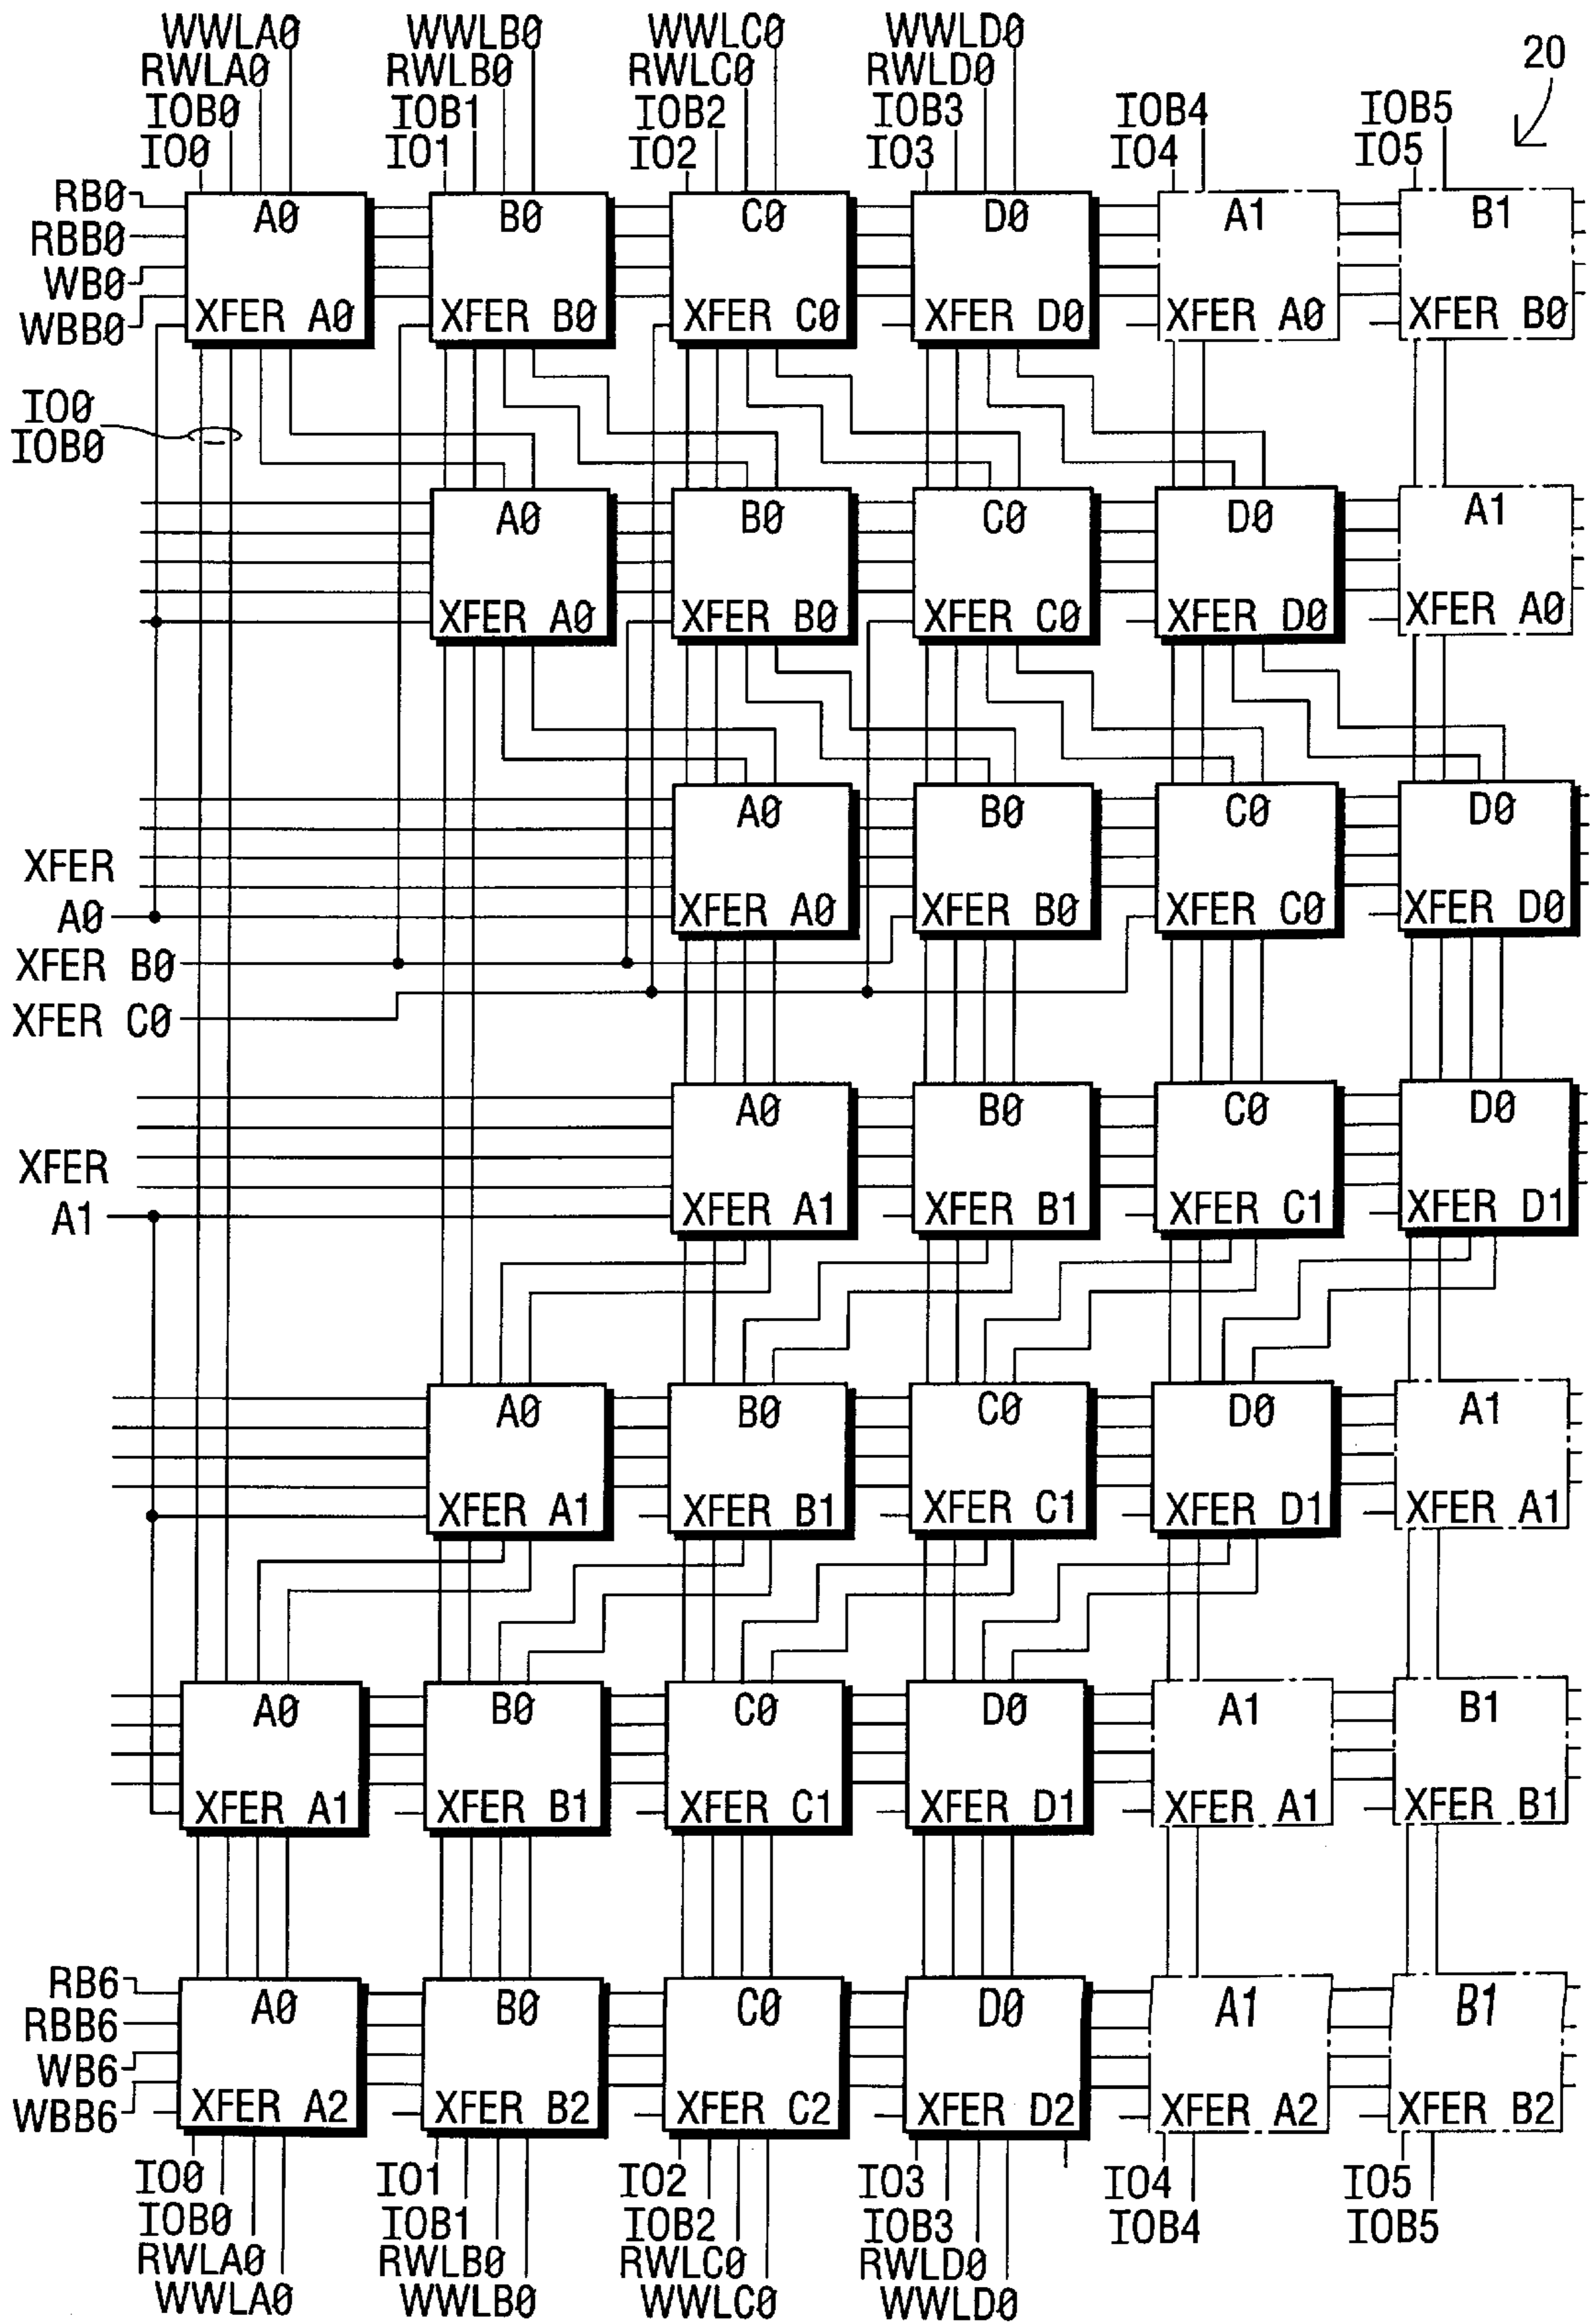 WWLA0 WWLB0 WWLC0 WWLD0
RWLA0 RWLB0 RWLC0 RWLD0 20
IOB0 IOB1 IOB2 IOB3 IOB4 IOB5
IO0 IO1 IO2 IO3 IO4 IO5
RB0 A0 B0 C0 D0 A1 B1
RBB0
WB0
WBB0 XFER A0 XFER B0 XFER C0 XFER D0 XFER A0 XFER B0
IO0
IOB0
A0 B0 C0 D0 A1
XFER A0 XFER B0 XFER C0 XFER D0 XFER A0
A0 B0 C0 D0
XFER
A0 XFER A0 XFER B0 XFER C0 XFER D0
XFER B0
XFER C0
A0 B0 C0 D0
XFER
A1 XFER A1 XFER B1 XFER C1 XFER D1
A0 B0 C0 D0 A1
XFER A1 XFER B1 XFER C1 XFER D1 XFER A1
A0 B0 C0 D0 A1 B1
XFER A1 XFER B1 XFER C1 XFER D1 XFER A1 XFER B1
RB6 A0 B0 C0 D0 A1 B1
RBB6
WB6
WBB6 XFER A2 XFER B2 XFER C2 XFER D2 XFER A2 XFER B2
IO0 IO1 IO2 IO3 IO4 IO5
IOB0 IOB1 IOB2 IOB3 IOB4 IOB5
RWLA0 RWLB0 RWLC0 RWLD0
WWLA0 WWLB0 WWLC0 WWLD0